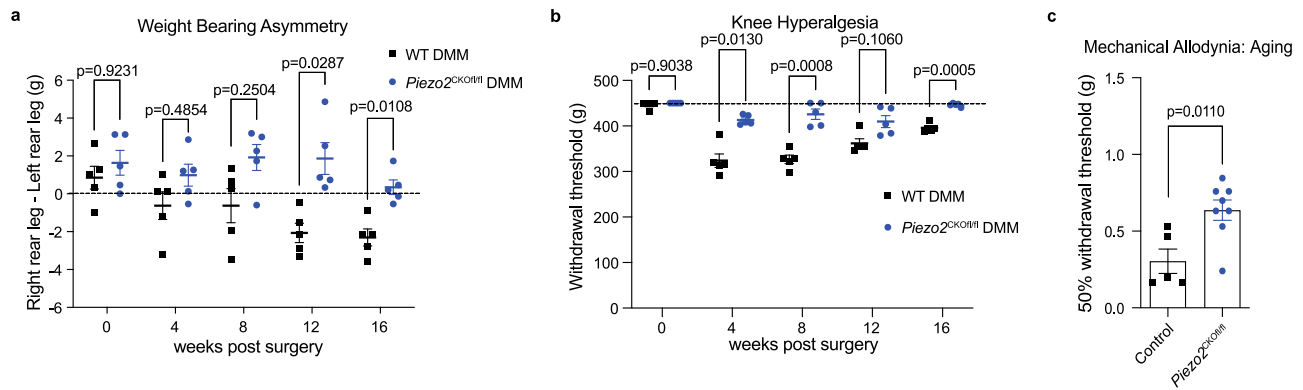 a
Weight Bearing Asymmetry
WT DMM
Piezo2CKOfl/fl DMM
p=0.9231
p=0.4854
p=0.2504
p=0.0287
p=0.0108
Right rear leg - Left rear leg (g)
6
4
2
0
-2
-4
-6
0
4
8
12
16
weeks post surgery
b
Knee Hyperalgesia
p=0.9038
p=0.0130
p=0.0008
p=0.1060
p=0.0005
Withdrawal threshold (g)
500
400
300
200
100
0
WT DMM
Piezo2CKOfl/fl DMM
0
4
8
12
16
weeks post surgery
c
Mechanical Allodynia: Aging
p=0.0110
50% withdrawal threshold (g)
1.5
1.0
0.5
0.0
Control
Piezo2CKOfl/fl